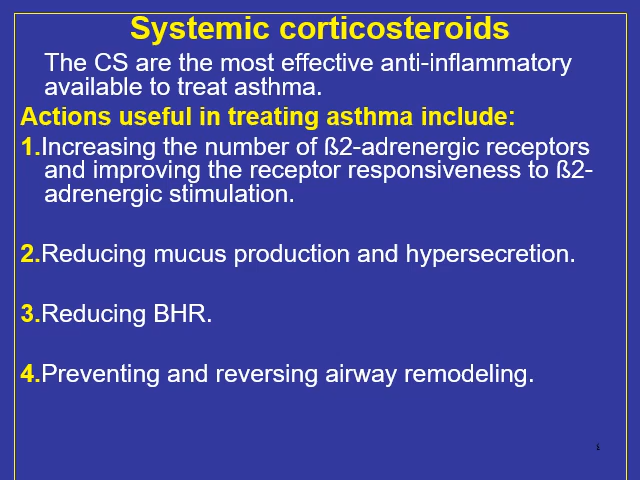 Systemic corticosteroids
The CS are the most effective anti-inflammatory
available to treat asthma.
Actions useful in treating asthma include:
1.Increasing the number of ß2-adrenergic receptors
and improving the receptor responsiveness to ß2-
adrenergic stimulation.
2.Reducing mucus production and hypersecretion.
3.Reducing BHR.
4.Preventing and reversing airway remodeling.